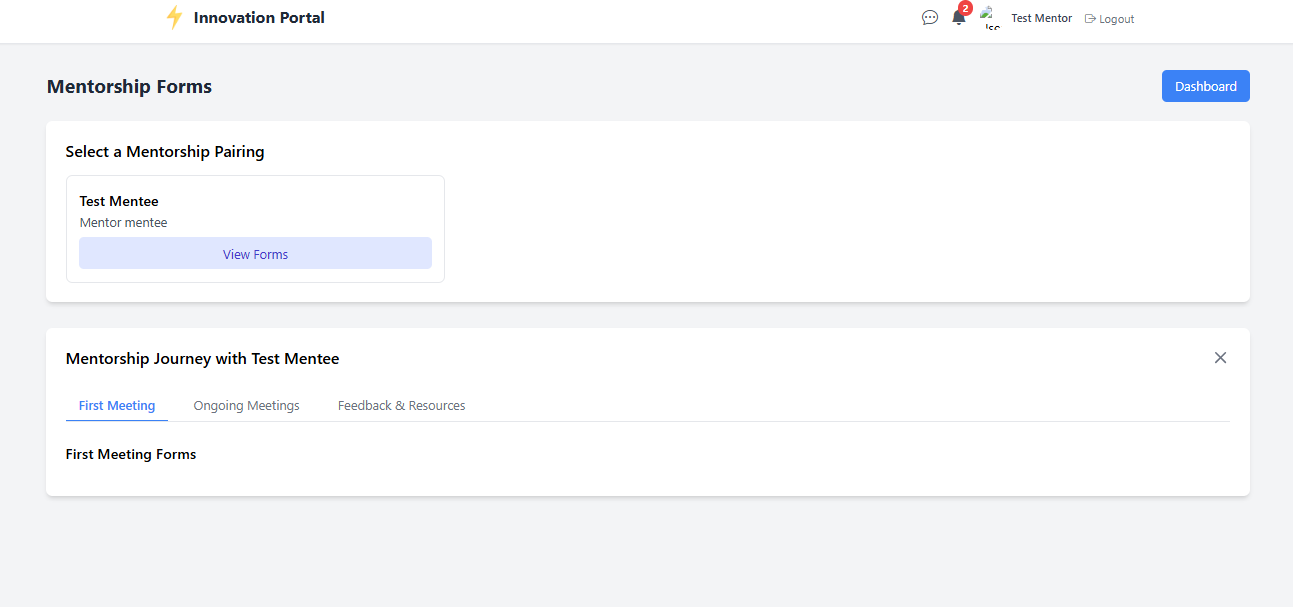 Innovation Portal
2
Test Mentor
Logout
Mentorship Forms
Dashboard
Select a Mentorship Pairing
Test Mentee
Mentor mentee
View Forms
Mentorship Journey with Test Mentee
First Meeting
Ongoing Meetings
Feedback & Resources
First Meeting Forms